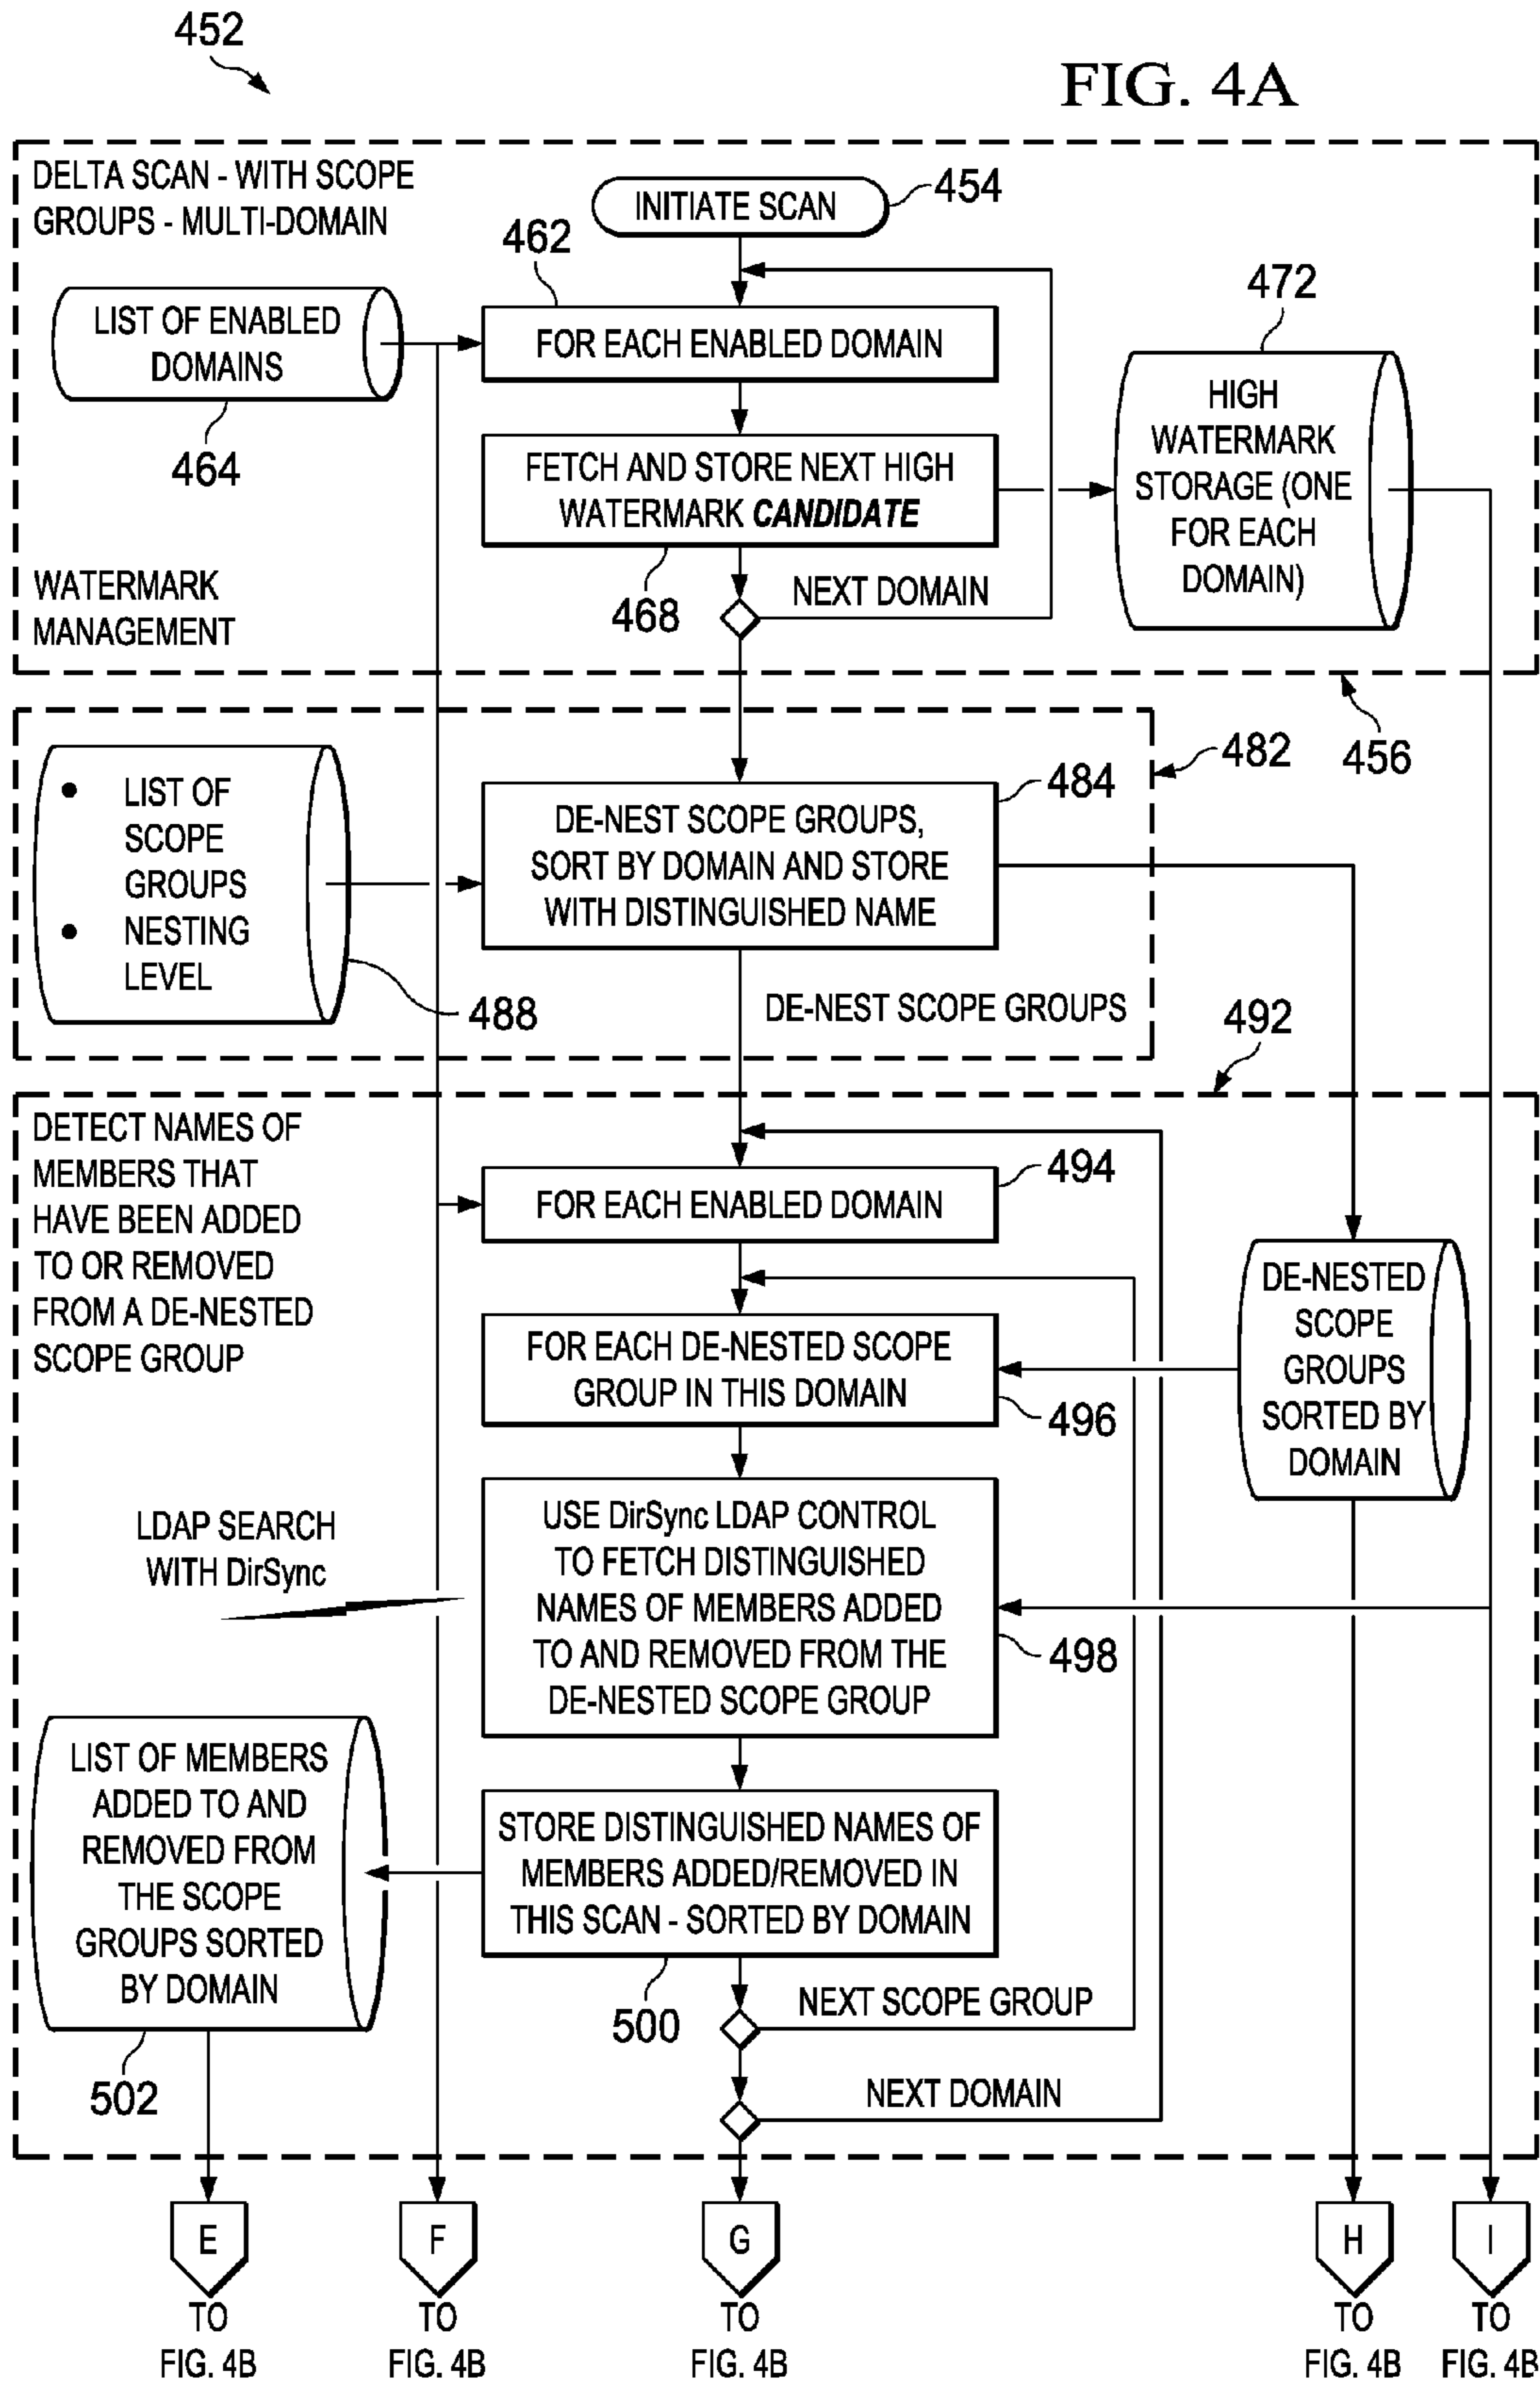 452
FIG. 4A
DELTA SCAN - WITH SCOPE
GROUPS - MULTI-DOMAIN
INITIATE SCAN
454
462
472
LIST OF ENABLED
DOMAINS
464
FOR EACH ENABLED DOMAIN
HIGH
WATERMARK
STORAGE (ONE
FOR EACH
DOMAIN)
FETCH AND STORE NEXT HIGH
WATERMARK CANDIDATE
468
NEXT DOMAIN
WATERMARK
MANAGEMENT
456
482
484
• LIST OF
SCOPE
GROUPS
• NESTING
LEVEL
488
DE-NEST SCOPE GROUPS,
SORT BY DOMAIN AND STORE
WITH DISTINGUISHED NAME
DE-NEST SCOPE GROUPS
492
DETECT NAMES OF
MEMBERS THAT
HAVE BEEN ADDED
TO OR REMOVED
FROM A DE-NESTED
SCOPE GROUP
494
FOR EACH ENABLED DOMAIN
FOR EACH DE-NESTED SCOPE
GROUP IN THIS DOMAIN
496
DE-NESTED
SCOPE
GROUPS
SORTED BY
DOMAIN
LDAP SEARCH
WITH DirSync
USE DirSync LDAP CONTROL
TO FETCH DISTINGUISHED
NAMES OF MEMBERS ADDED
TO AND REMOVED FROM THE
DE-NESTED SCOPE GROUP
498
LIST OF MEMBERS
ADDED TO AND
REMOVED FROM
THE SCOPE
GROUPS SORTED
BY DOMAIN
502
STORE DISTINGUISHED NAMES OF
MEMBERS ADDED/REMOVED IN
THIS SCAN - SORTED BY DOMAIN
500
NEXT SCOPE GROUP
NEXT DOMAIN
E
TO
FIG. 4B
F
TO
FIG. 4B
G
TO
FIG. 4B
H
TO
FIG. 4B
I
TO
FIG. 4B